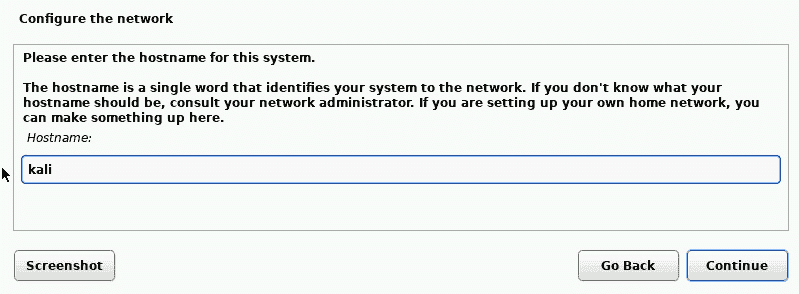 Configure the network
Please enter the hostname for this system.
The hostname is a single word that identifies your system to the network. If you don't know what your
hostname should be, consult your network administrator. If you are setting up your own home network, you
can make something up here.
Hostname:
kali
Screenshot
Go Back
Continue